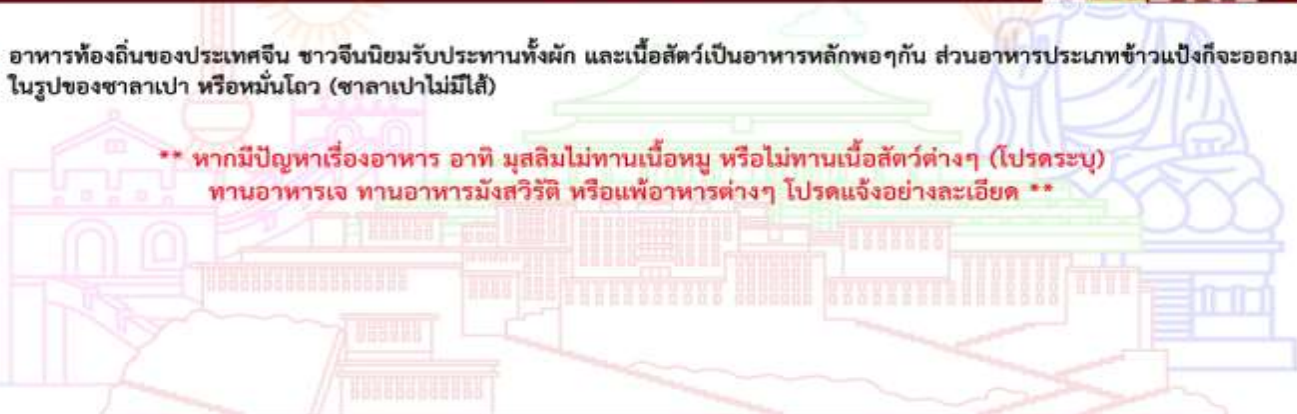 อาหารท้องถิ่นของประเทศจีน ชาวจีนนิยมรับประทานทั้งผัก และเนื้อสัตว์เป็นอาหารหลักพอๆกัน ส่วนอาหารประเภทข้าวแป้งก็จะออกม
ในรูปของซาลาเปา หรือหมั่นโถว (ซาลาเปาไม่มีไส้)
** หากมีปัญหาเรื่องอาหาร อาทิ มุสลิมไม่ทานเนื้อหมู หรือไม่ทานเนื้อสัตว์ต่างๆ (โปรดระบุ)
ทานอาหารเจ ทานอาหารมังสวิรัติ หรือแพ้อาหารต่างๆ โปรดแจ้งอย่างละเอียด **